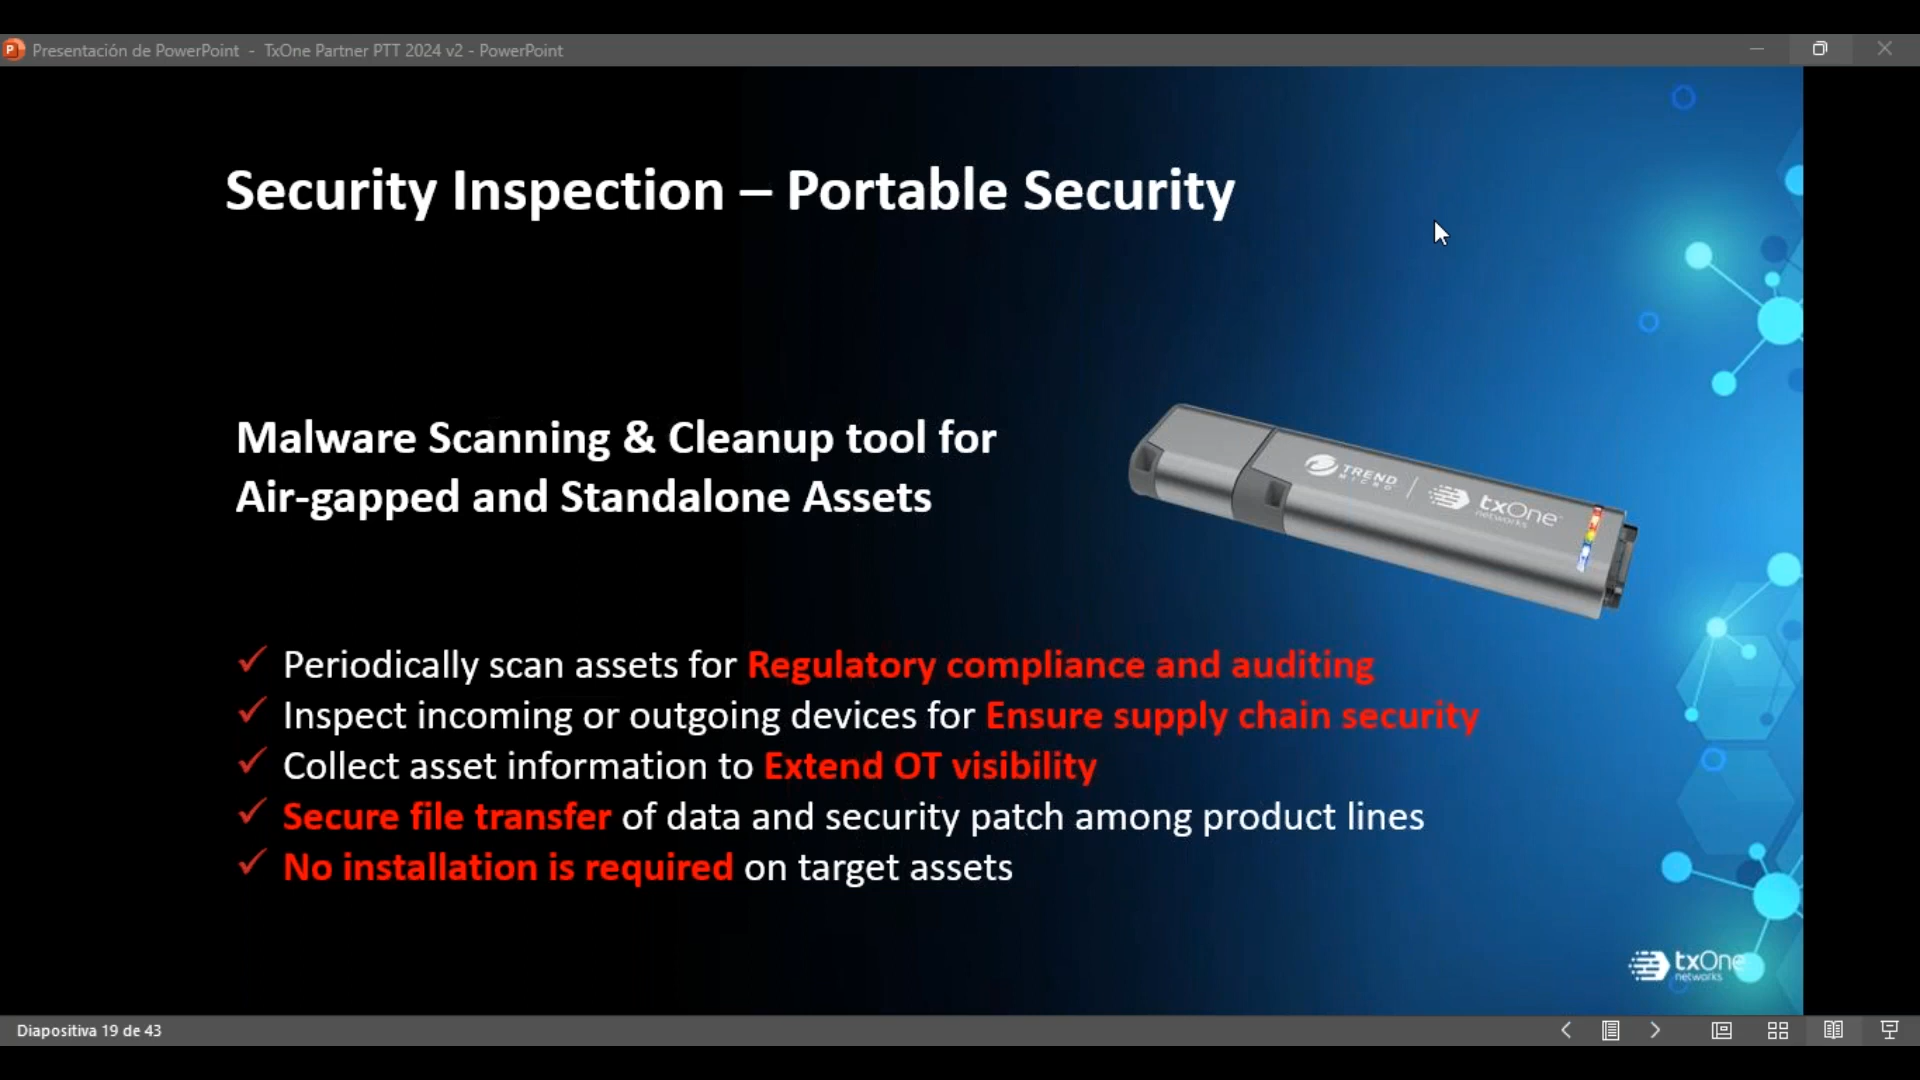 Presentación de PowerPoint - TxOne Partner PTT 2024 v2 - PowerPoint
Security Inspection – Portable Security
Malware Scanning & Cleanup tool for
Air-gapped and Standalone Assets
TREND MICRO | txOne networks
✓ Periodically scan assets for Regulatory compliance and auditing
✓ Inspect incoming or outgoing devices for Ensure supply chain security
✓ Collect asset information to Extend OT visibility
✓ Secure file transfer of data and security patch among product lines
✓ No installation is required on target assets
txOne
networks
Diapositiva 19 de 43